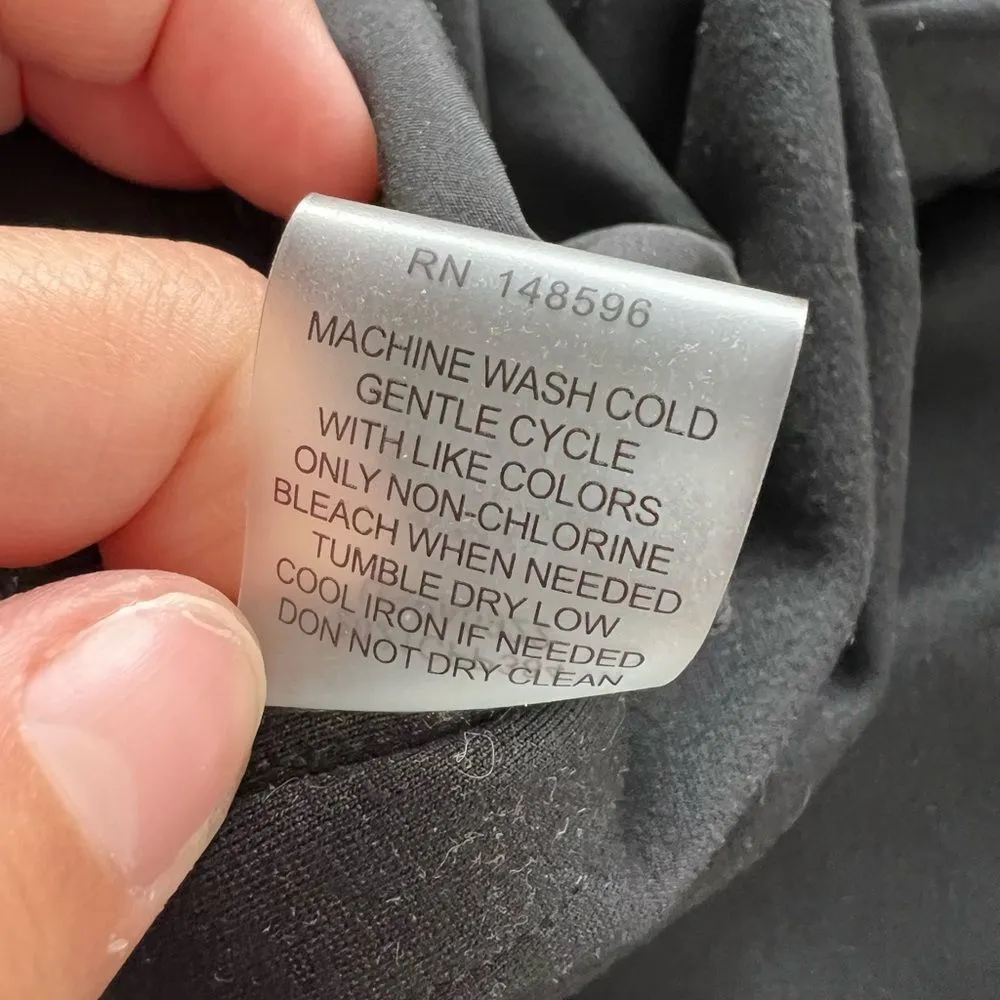 RN 148596
MACHINE WASH COLD
GENTLE CYCLE
WITH LIKE COLORS
ONLY NON-CHLORINE
BLEACH WHEN NEEDED
TUMBLE DRY LOW
COOL IRON IF NEEDED
DON NOT DRY CLEAN